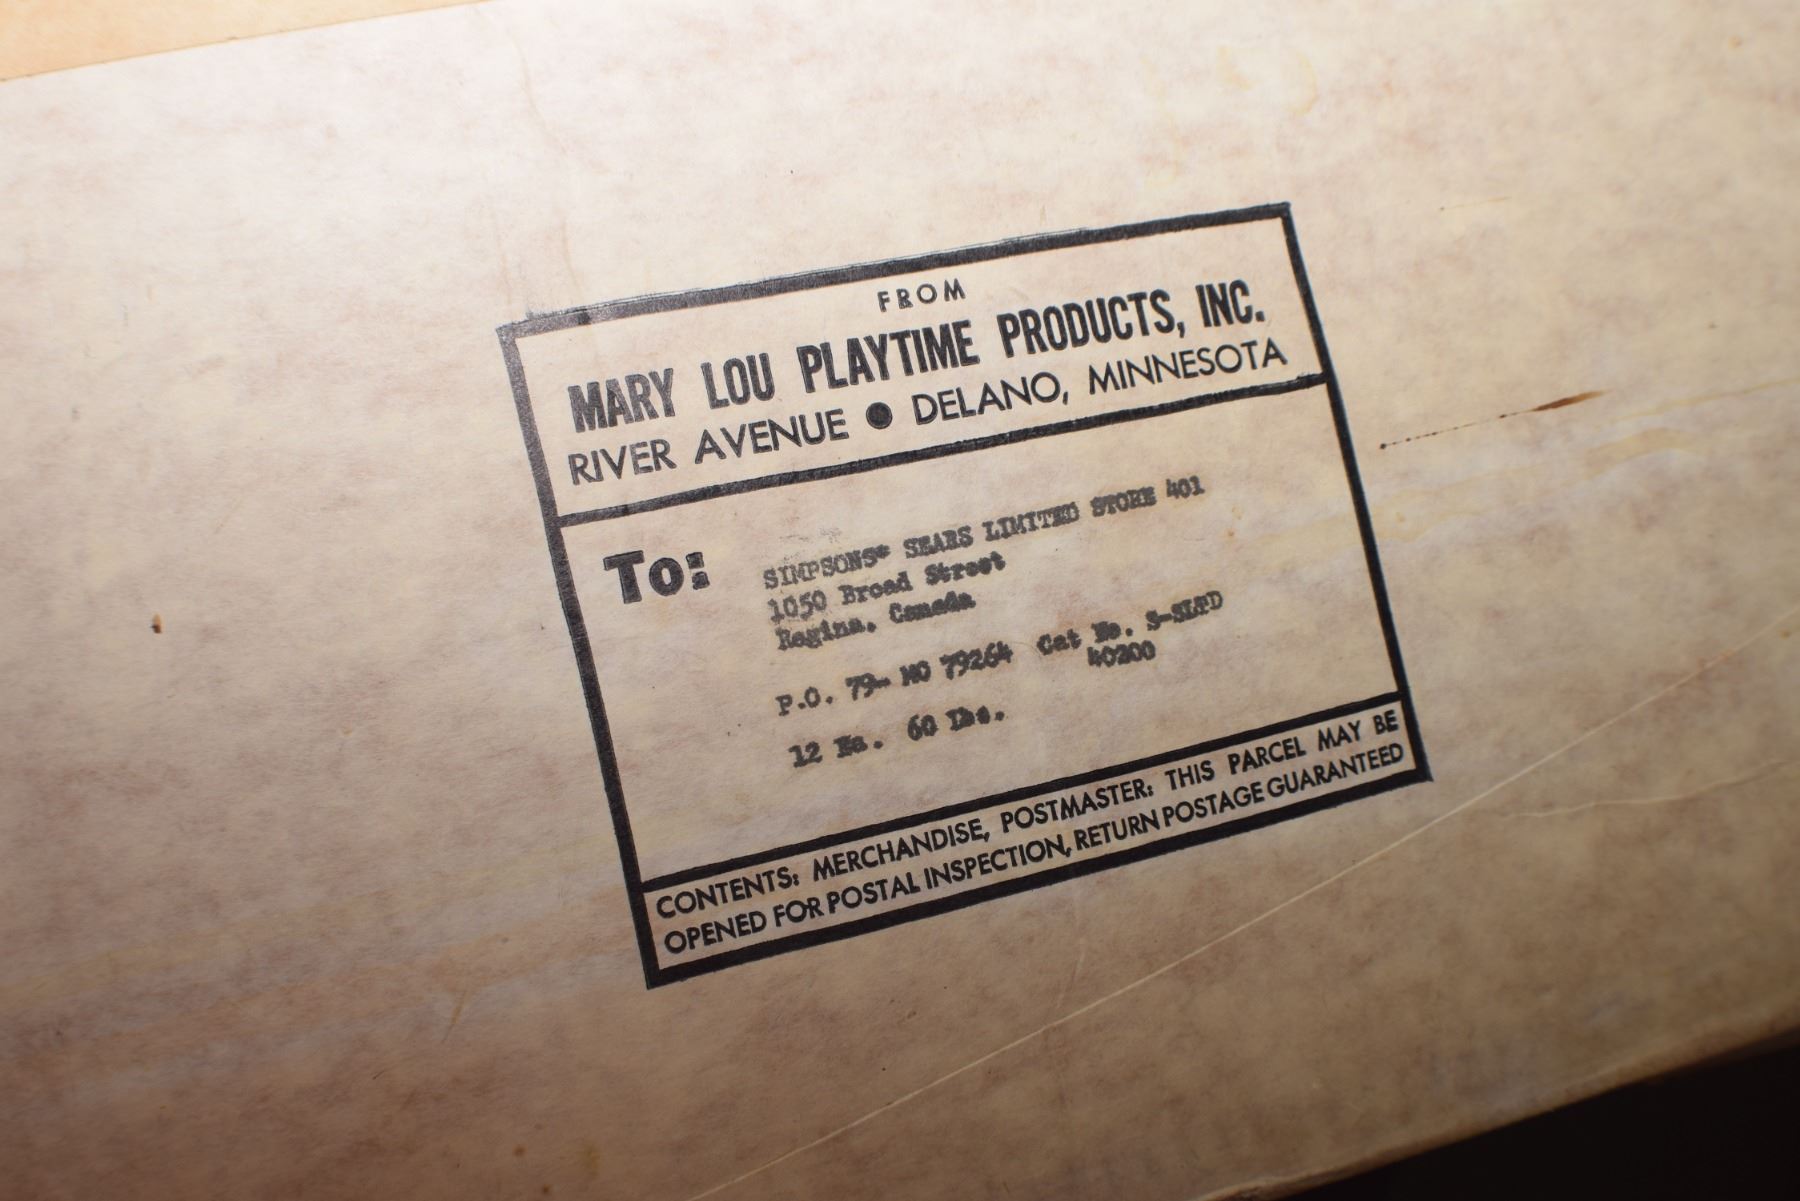 FROM
MARY LOU PLAYTIME PRODUCTS, INC.
RIVER AVENUE ● DELANO, MINNESOTA
To:
SIMPSONS* SEARS LIMITED STORE 401
1050 Broad Street
Regina, Canada
P.O. 79- MO 79264 Cat No. S-SLPD
40200
12 Ea. 60 Lbs.
CONTENTS: MERCHANDISE, POSTMASTER: THIS PARCEL MAY BE
OPENED FOR POSTAL INSPECTION, RETURN POSTAGE GUARANTEED